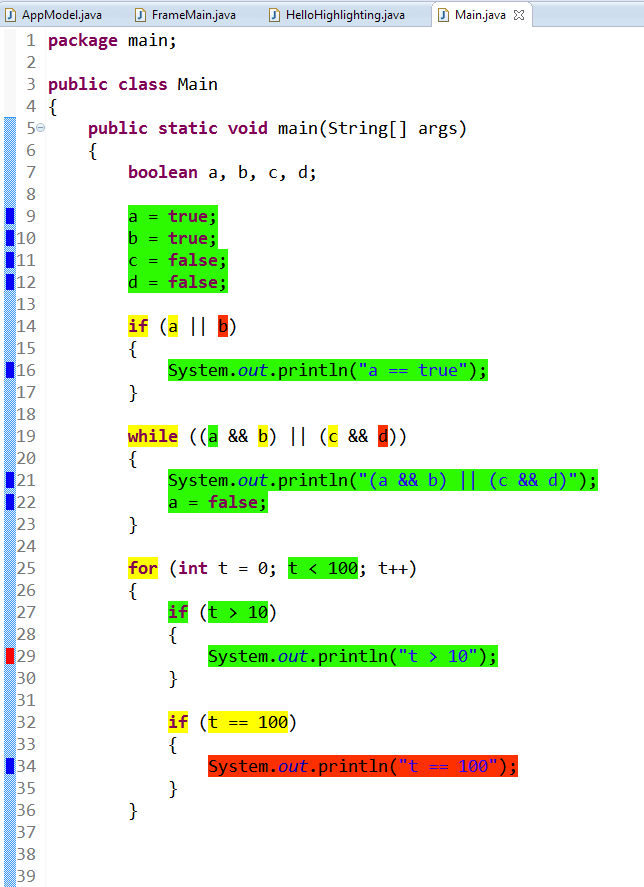 AppModel.java FrameMain.java HelloHighlighting.java Main.java
1 package main;
2
3 public class Main
4 {
5 public static void main(String[] args)
6 {
7 boolean a, b, c, d;
8
9 a = true;
10 b = true;
11 c = false;
12 d = false;
13
14 if (a || b)
15 {
16 System.out.println("a == true");
17 }
18
19 while ((a && b) || (c && d))
20 {
21 System.out.println("(a && b) || (c && d)");
22 a = false;
23 }
24
25 for (int t = 0; t < 100; t++)
26 {
27 if (t > 10)
28 {
29 System.out.println("t > 10");
30 }
31
32 if (t == 100)
33 {
34 System.out.println("t == 100");
35 }
36 }
37
38
39